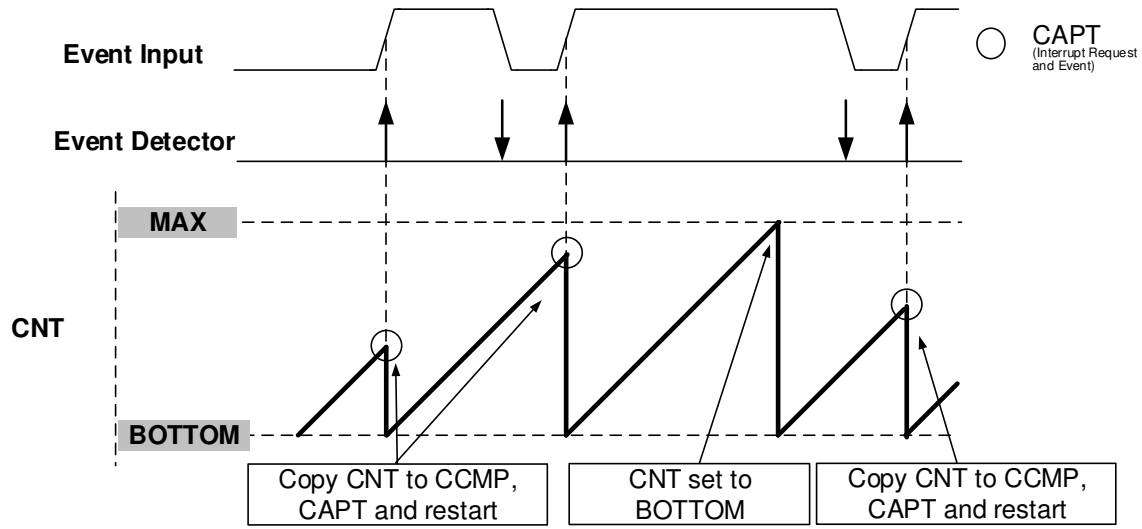 Event Input
CAPT
(Interrupt Request
and Event)
Event Detector
MAX
CNT
BOTTOM
Copy CNT to CCMP,
CAPT and restart
CNT set to
BOTTOM
Copy CNT to CCMP,
CAPT and restart